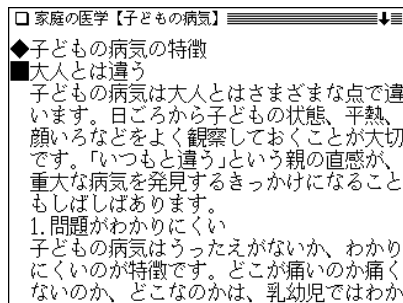 家庭の医学【子どもの病気】
◆子どもの病気の特徴
■大人とは違う
子どもの病気は大人とはさまざまな点で違
います。日ごろから子どもの状態、平熱、
顔いろなどをよく観察しておくことが大切
です。「いつもと違う」という親の直感が、
重大な病気を発見するきっかけになること
もしばしばあります。
1.問題がわかりにくい
子どもの病気はうったえがないか、わかり
にくいのが特徴です。どこが痛いのか痛く
ないのか、どこなのかは、乳幼児ではわか